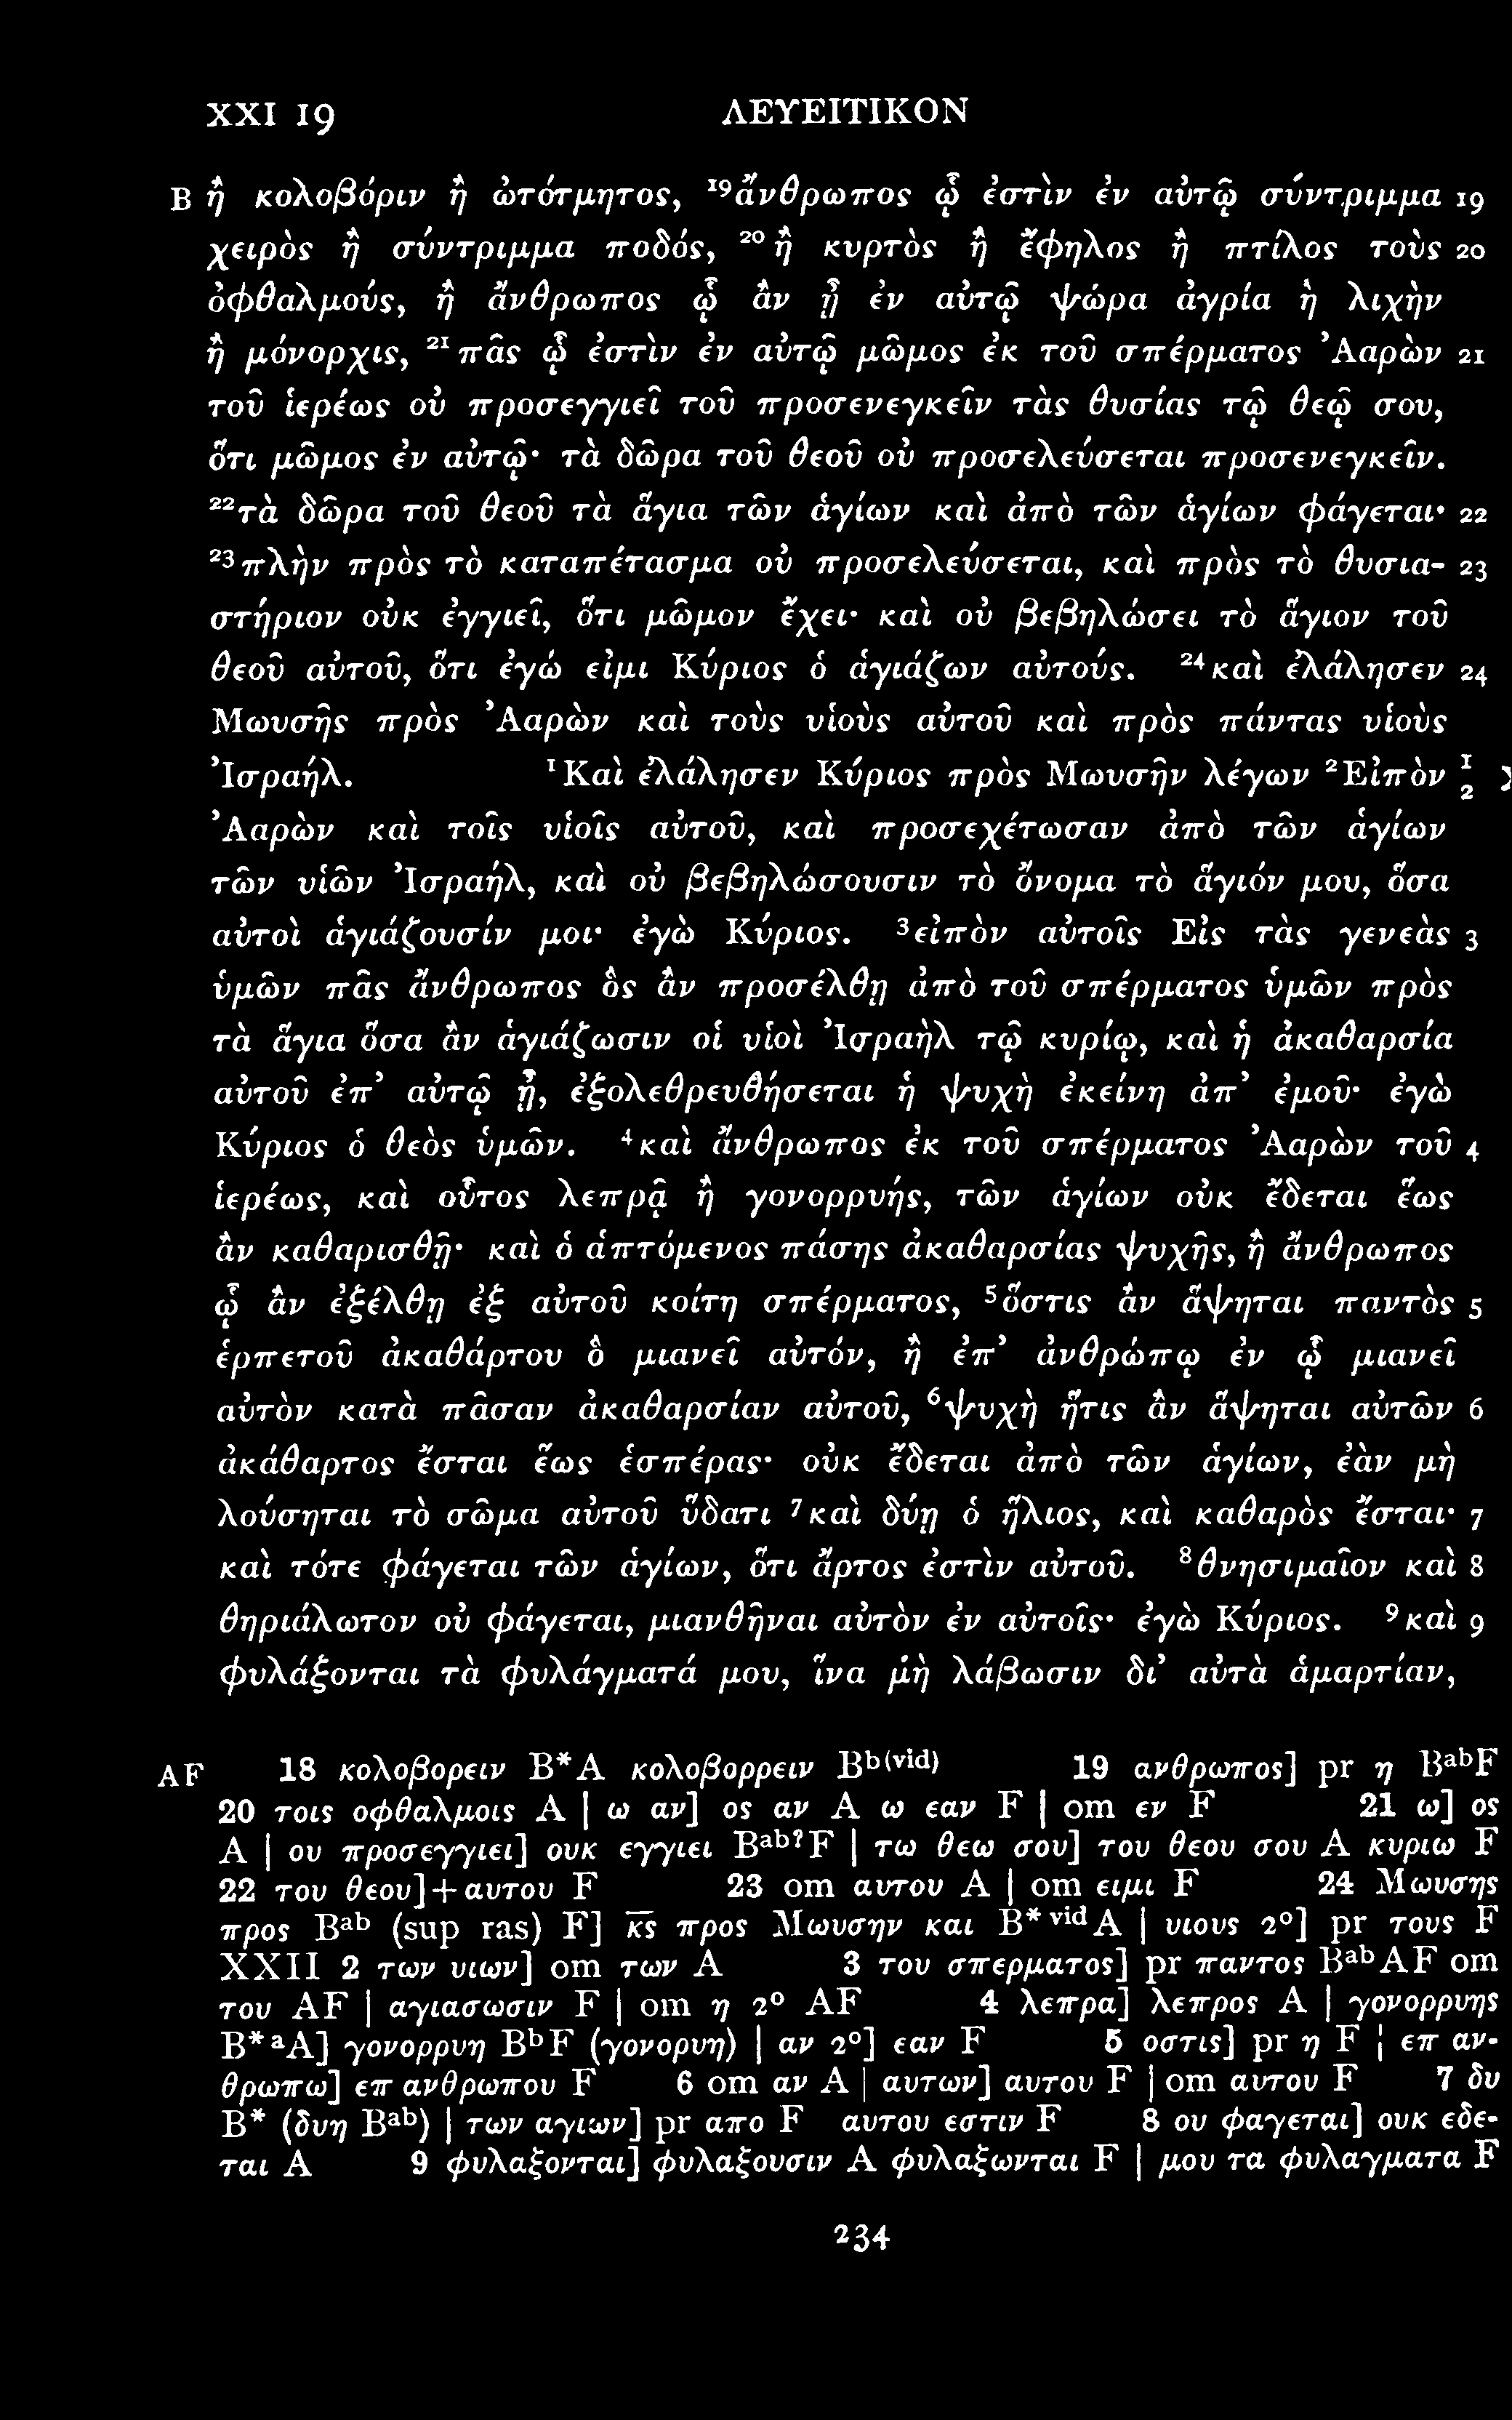 XXI 19 ΛΕΥΕΙΤΙΚΟΝ
B ἢ κολοβόριν ἢ ὠτότμητος, ¹⁹ἄνθρωπος ᾧ ἐστὶν ἐν αὐτῷ σύντριμμα 19
χειρὸς ἢ σύντριμμα ποδός, ²⁰ἢ κυρτὸς ἢ ἔφηλος ἢ πτίλος τοὺς 20
ὀφθαλμούς, ἢ ἄνθρωπος ᾧ ἂν ᾖ ἐν αὐτῷ ψώρα ἀγρία ἢ λιχὴν
ἢ μόνορχις, ²¹πᾶς ᾧ ἐστὶν ἐν αὐτῷ μῶμος ἐκ τοῦ σπέρματος Ἀαρὼν 21
τοῦ ἱερέως οὐ προσεγγιεῖ τοῦ προσενεγκεῖν τὰς θυσίας τῷ θεῷ σου,
ὅτι μῶμος ἐν αὐτῷ· τὰ δῶρα τοῦ θεοῦ οὐ προσελεύσεται προσενεγκεῖν.
²²τὰ δῶρα τοῦ θεοῦ τὰ ἅγια τῶν ἁγίων καὶ ἀπὸ τῶν ἁγίων φάγεται· 22
²³πλὴν πρὸς τὸ καταπέτασμα οὐ προσελεύσεται, καὶ πρὸς τὸ θυσια- 23
στήριον οὐκ ἐγγιεῖ, ὅτι μῶμον ἔχει· καὶ οὐ βεβηλώσει τὸ ἅγιον τοῦ
θεοῦ αὐτοῦ, ὅτι ἐγώ εἰμι Κύριος ὁ ἁγιάζων αὐτούς. ²⁴καὶ ἐλάλησεν 24
Μωυσῆς πρὸς Ἀαρὼν καὶ τοὺς υἱοὺς αὐτοῦ καὶ πρὸς πάντας υἱοὺς
Ἰσραήλ. ¹Καὶ ἐλάλησεν Κύριος πρὸς Μωυσῆν λέγων ²Εἰπὸν 1 2
Ἀαρὼν καὶ τοῖς υἱοῖς αὐτοῦ, καὶ προσεχέτωσαν ἀπὸ τῶν ἁγίων
τῶν υἱῶν Ἰσραήλ, καὶ οὐ βεβηλώσουσιν τὸ ὄνομα τὸ ἅγιόν μου, ὅσα
αὐτοὶ ἁγιάζουσίν μοι· ἐγὼ Κύριος. ³εἰπὸν αὐτοῖς Εἰς τὰς γενεὰς 3
ὑμῶν πᾶς ἄνθρωπος ὃς ἂν προσέλθῃ ἀπὸ τοῦ σπέρματος ὑμῶν πρὸς
τὰ ἅγια ὅσα ἂν ἁγιάζωσιν οἱ υἱοὶ Ἰσραὴλ τῷ κυρίῳ, καὶ ἡ ἀκαθαρσία
αὐτοῦ ἐπ’ αὐτῷ ᾖ, ἐξολεθρευθήσεται ἡ ψυχὴ ἐκείνη ἀπ’ ἐμοῦ· ἐγὼ
Κύριος ὁ θεὸς ὑμῶν. ⁴καὶ ἄνθρωπος ἐκ τοῦ σπέρματος Ἀαρὼν τοῦ 4
ἱερέως, καὶ οὗτος λεπρᾷ ἢ γονορρυής, τῶν ἁγίων οὐκ ἔδεται ἕως
ἂν καθαρισθῇ· καὶ ὁ ἁπτόμενος πάσης ἀκαθαρσίας ψυχῆς, ἢ ἄνθρωπος
ᾧ ἂν ἐξέλθῃ ἐξ αὐτοῦ κοίτη σπέρματος, ⁵ὅστις ἂν ἅψηται παντὸς 5
ἑρπετοῦ ἀκαθάρτου ὃ μιανεῖ αὐτόν, ἢ ἐπ’ ἀνθρώπῳ ἐν ᾧ μιανεῖ
αὐτὸν κατὰ πᾶσαν ἀκαθαρσίαν αὐτοῦ, ⁶ψυχὴ ἥτις ἂν ἅψηται αὐτῶν 6
ἀκάθαρτος ἔσται ἕως ἑσπέρας· οὐκ ἔδεται ἀπὸ τῶν ἁγίων, ἐὰν μὴ
λούσηται τὸ σῶμα αὐτοῦ ὕδατι ⁷καὶ δύῃ ὁ ἥλιος, καὶ καθαρὸς ἔσται· 7
καὶ τότε φάγεται τῶν ἁγίων, ὅτι ἄρτος ἐστὶν αὐτοῦ. ⁸θνησιμαῖον καὶ 8
θηριάλωτον οὐ φάγεται, μιανθῆναι αὐτὸν ἐν αὐτοῖς· ἐγὼ Κύριος. ⁹καὶ 9
φυλάξονται τὰ φυλάγματά μου, ἵνα μὴ λάβωσιν δι’ αὐτὰ ἁμαρτίαν,
AF 18 κολοβορειν B*A κολοβορρειν Bᵇ⁽ᵛⁱᵈ⁾ 19 ανθρωπος] pr η BᵃᵇF
20 τοις οφθαλμοις A | ω αν] ος αν A ω εαν F | om εν F 21 ω] ος
A | ου προσεγγιει] ουκ εγγιει Bᵃᵇ?F | τω θεω σου] του θεου σου A κυριω F
22 του θεου]+αυτου F 23 om αυτου A | om ειμι F 24 Μωυσης
προς Bᵃᵇ (sup ras) F] κ̅ς̅ προς Μωυσην και B*ᵛⁱᵈA | υιους 2°] pr τους F
XXII 2 των υιων] om των A 3 του σπερματος] pr παντος BᵃᵇAF om
του AF | αγιασωσιν F | om η 2° AF 4 λεπρα] λεπρος A | γονορρυης
B*ᵃA] γονορρυη BᵇF (γονορυη) | αν 2°] εαν F 5 οστις] pr η F | επ αν-
θρωπω] επ ανθρωπου F 6 om αν A | αυτων] αυτου F | om αυτου F 7 δυ
B* (δυη Bᵃᵇ) | των αγιων] pr απο F αυτου εστιν F 8 ου φαγεται] ουκ εδε-
ται A 9 φυλαξονται] φυλαξουσιν A φυλαξωνται F | μου τα φυλαγματα F
234